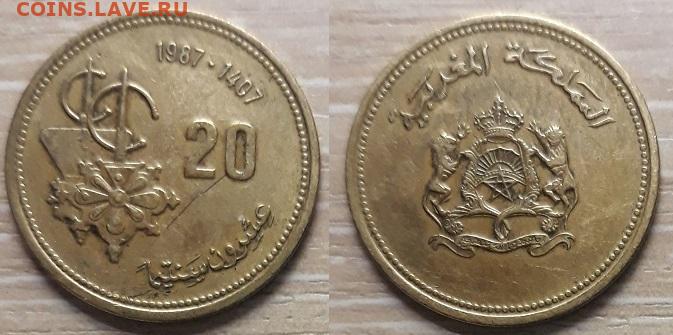 COINS.LAVE.RU
1987·1407
20
عشرون سنتيما
المملكة المغربية